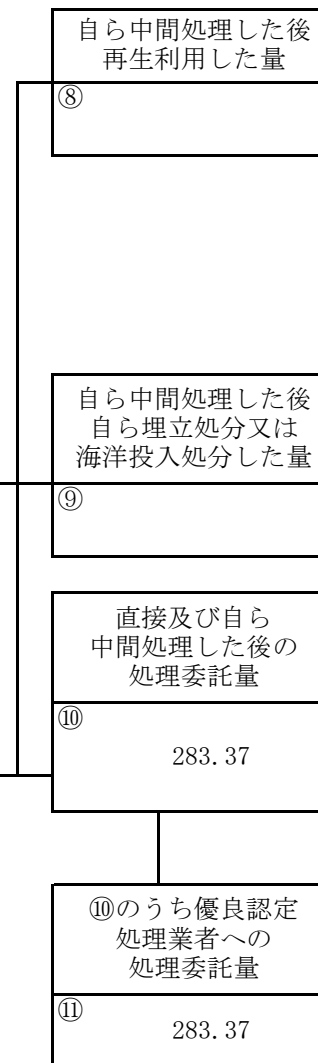 自ら中間処理した後
再生利用した量
⑧
自ら中間処理した後
自ら埋立処分又は
海洋投入処分した量
⑨
直接及び自ら
中間処理した後の
処理委託量
⑩
283.37
⑩のうち優良認定
処理業者への
処理委託量
⑪
283.37